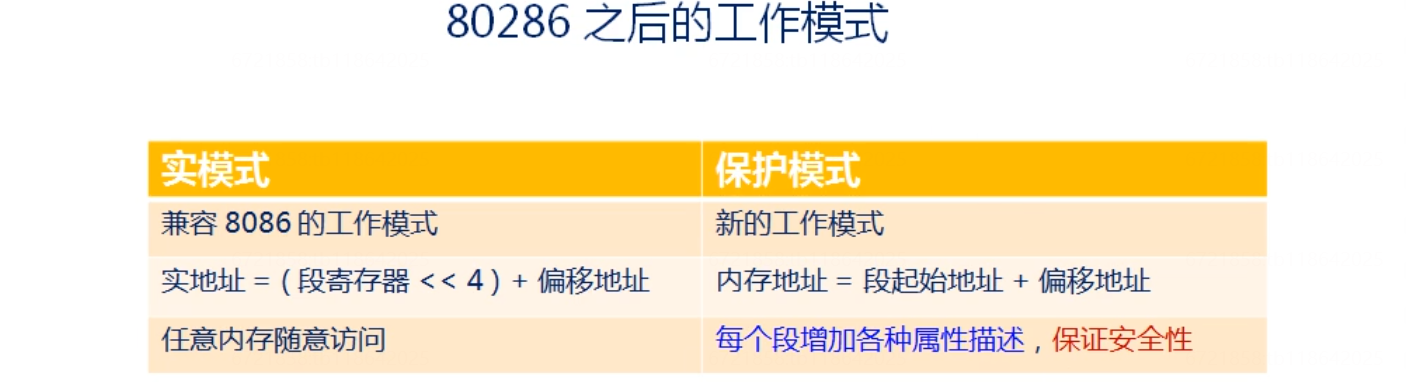 80286 之后的工作模式
实模式
保护模式
兼容 8086 的工作模式
新的工作模式
实地址 = ( 段寄存器 << 4 ) + 偏移地址
内存地址 = 段起始地址 + 偏移地址
任意内存随意访问
每个段增加各种属性描述，保证安全性